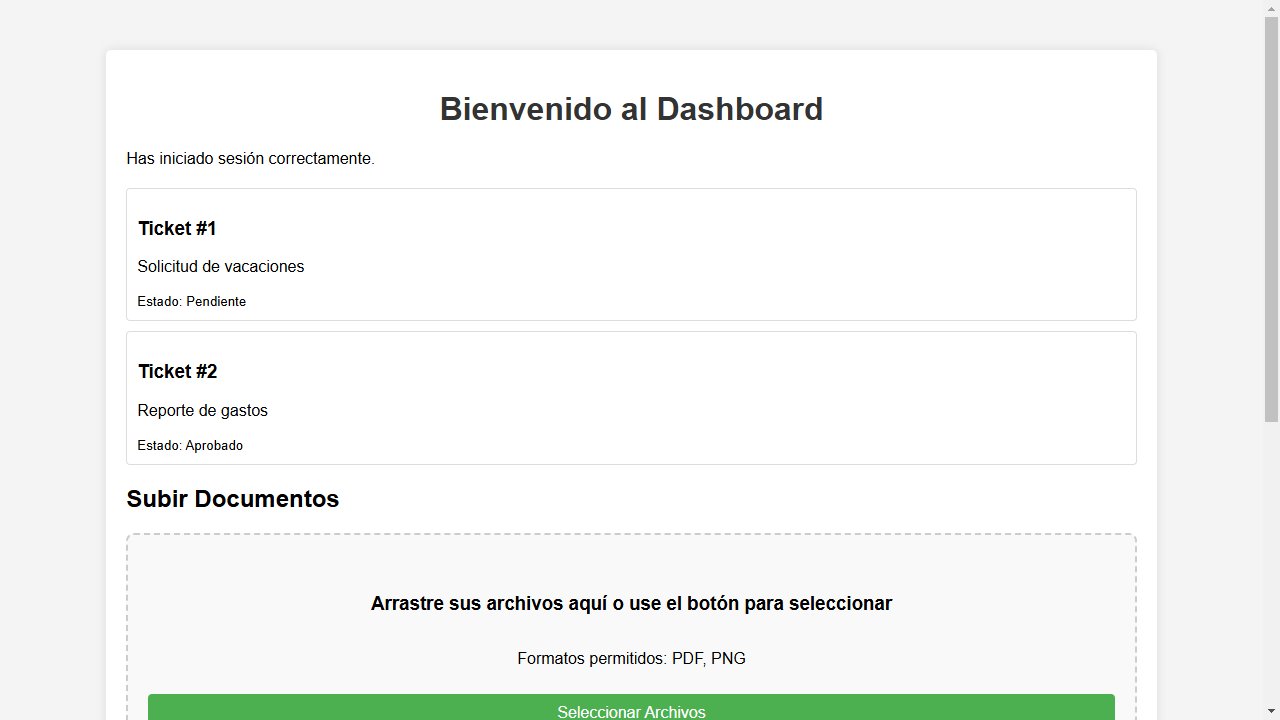 Bienvenido al Dashboard
Has iniciado sesión correctamente.
Ticket #1
Solicitud de vacaciones
Estado: Pendiente
Ticket #2
Reporte de gastos
Estado: Aprobado
Subir Documentos
Arrastre sus archivos aquí o use el botón para seleccionar
Formatos permitidos: PDF, PNG
Seleccionar Archivos